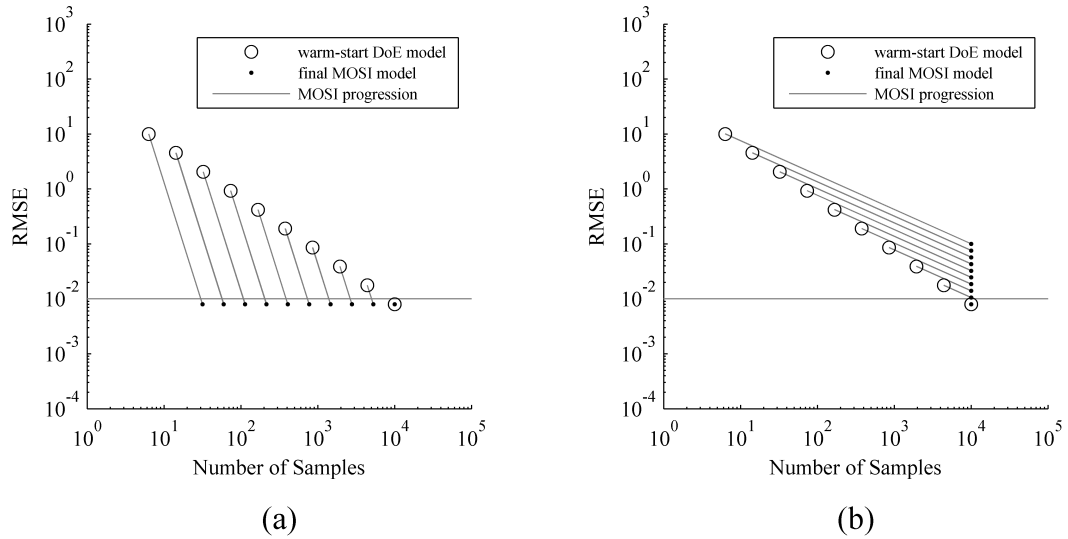 10^3
10^2
10^1
10^0
10^-1
10^-2
10^-3
10^-4
RMSE
warm-start DoE model
final MOSI model
MOSI progression
10^0 10^1 10^2 10^3 10^4 10^5
Number of Samples
(a)
10^3
10^2
10^1
10^0
10^-1
10^-2
10^-3
10^-4
RMSE
warm-start DoE model
final MOSI model
MOSI progression
10^0 10^1 10^2 10^3 10^4 10^5
Number of Samples
(b)